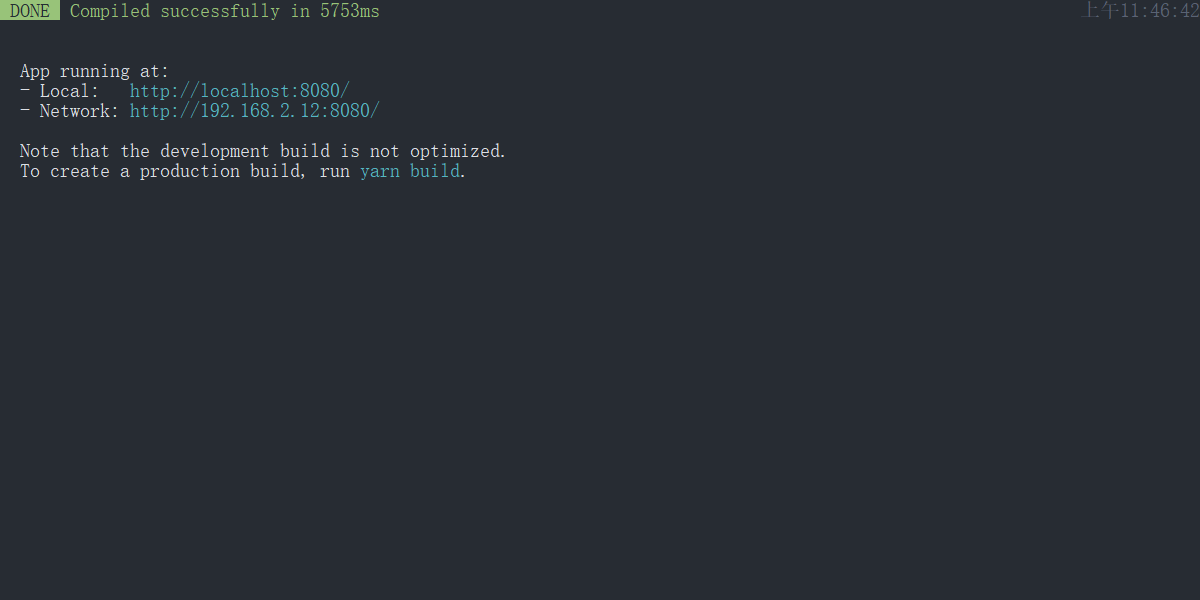 DONE Compiled successfully in 5753ms 上午11:46:42
App running at:
- Local: http://localhost:8080/
- Network: http://192.168.2.12:8080/
Note that the development build is not optimized.
To create a production build, run yarn build.